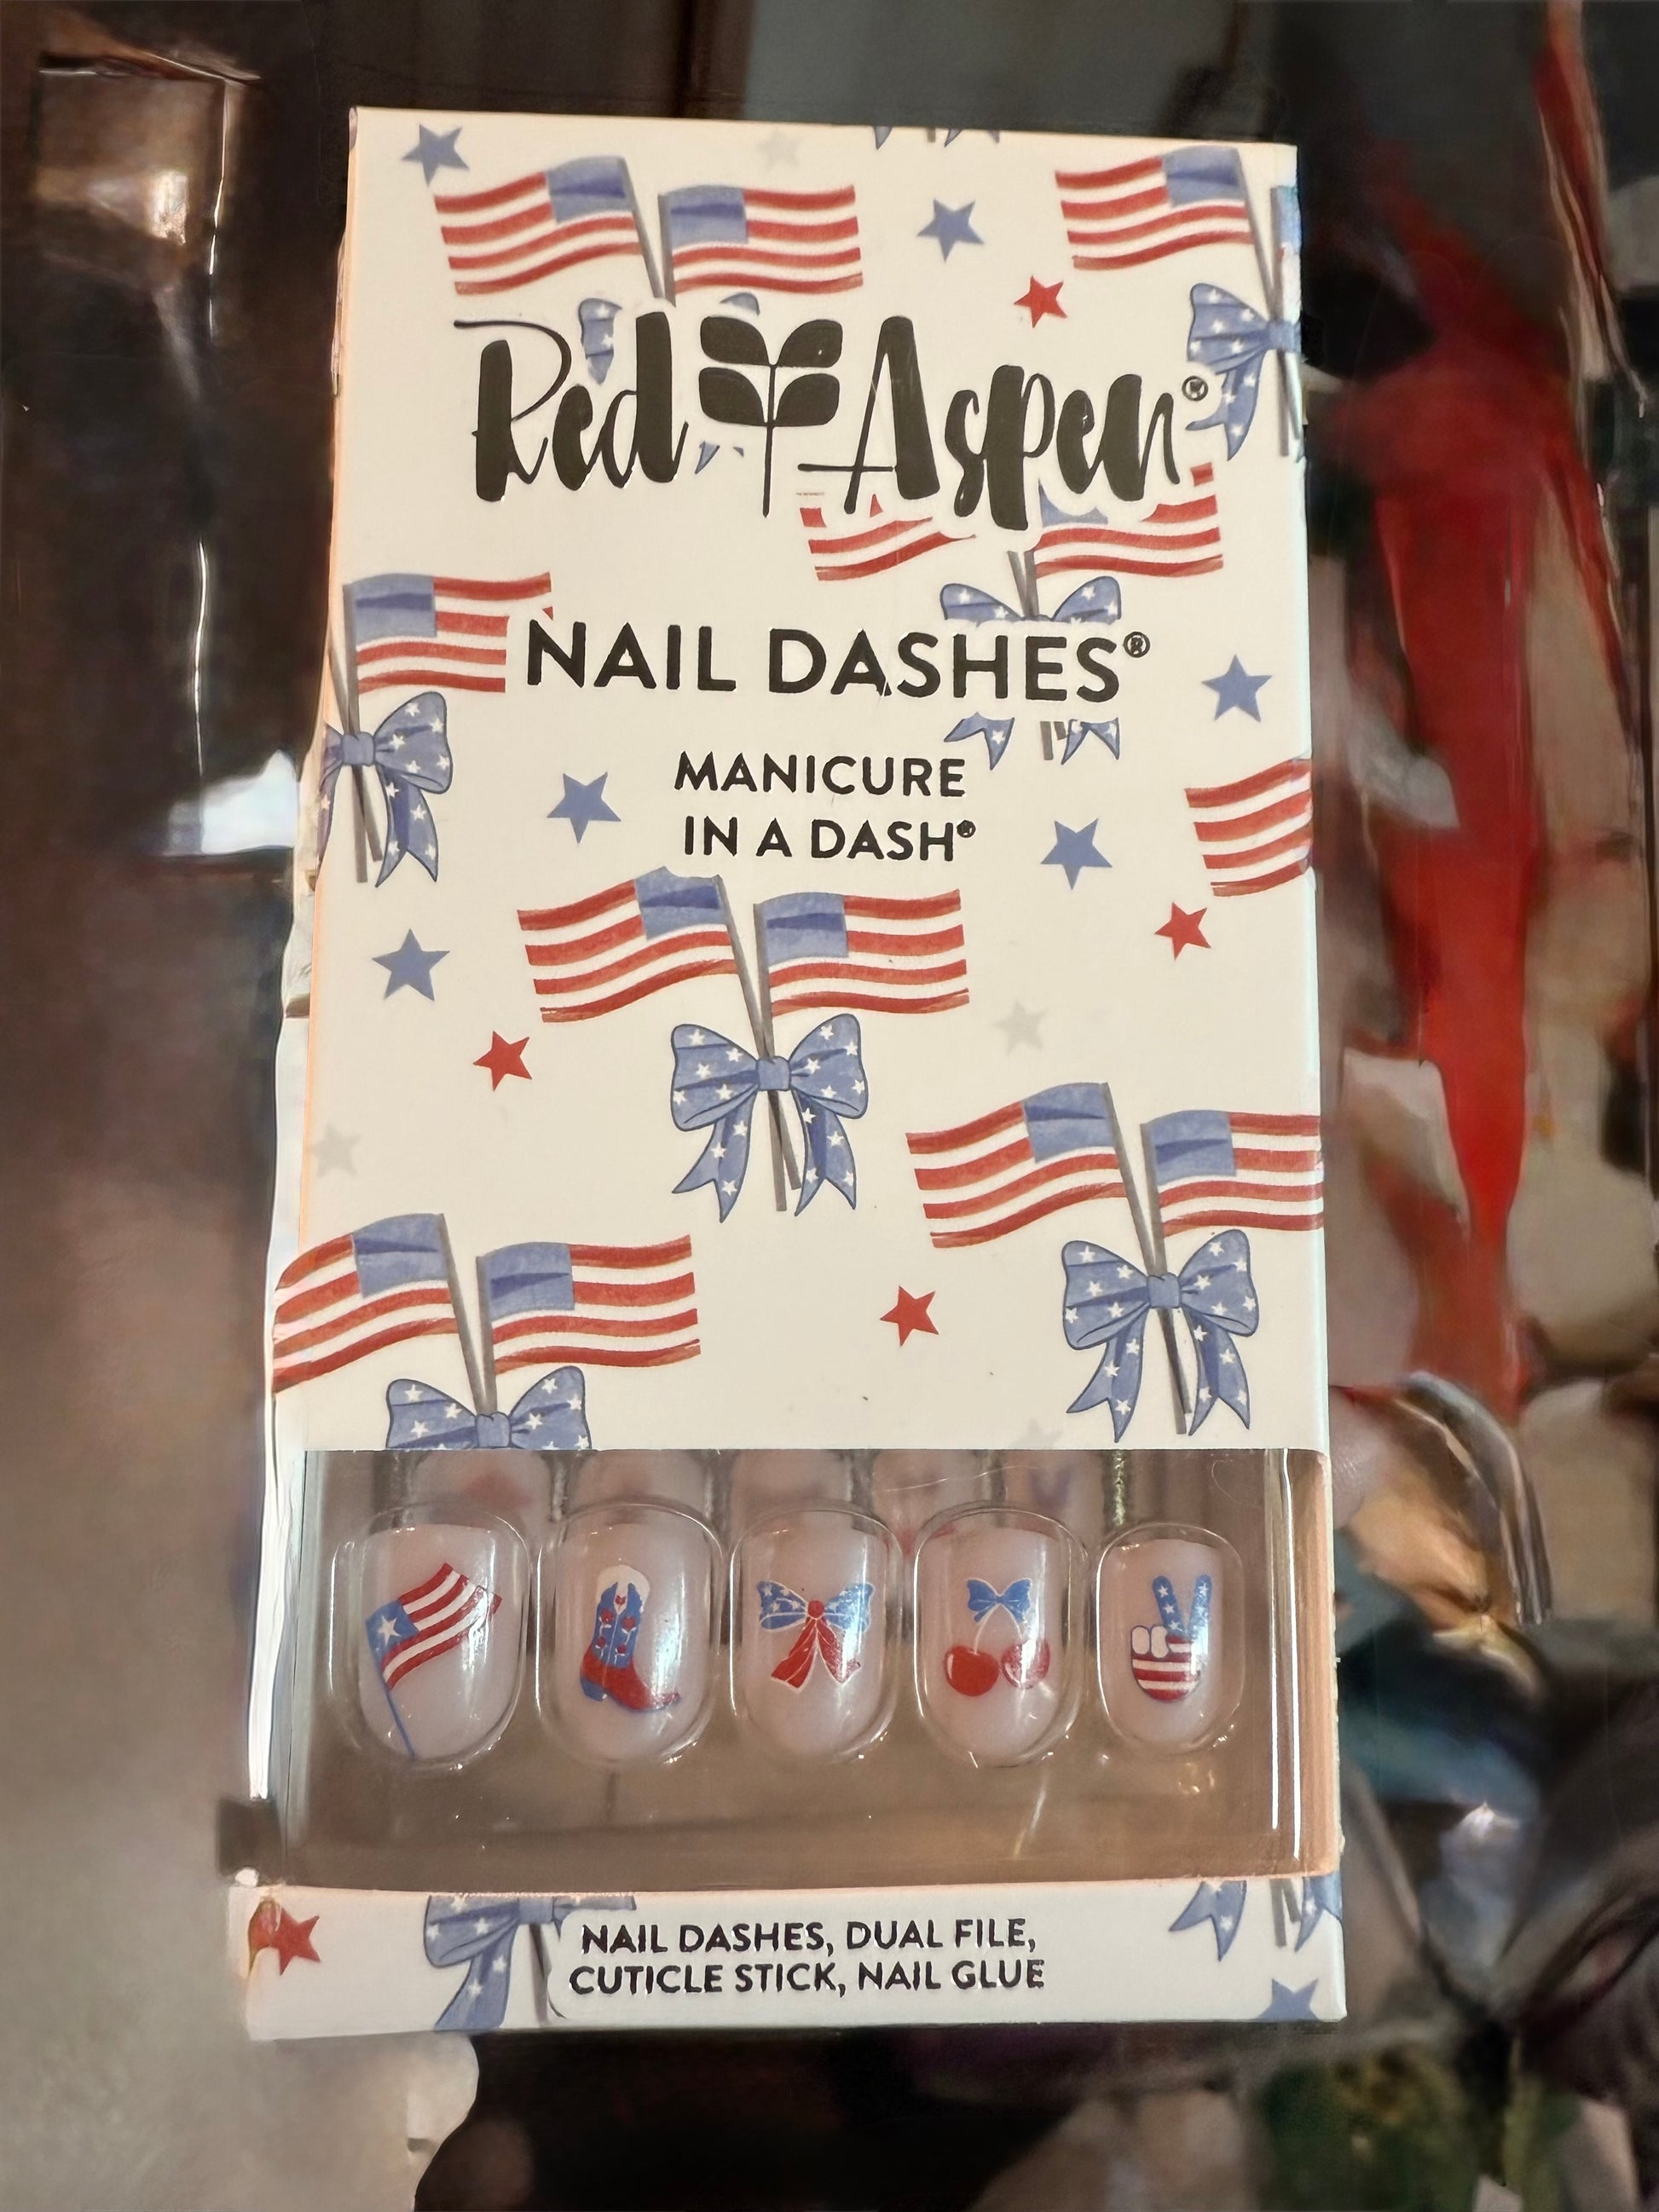 Red Aspen®
NAIL DASHES®
MANICURE
IN A DASH®
NAIL DASHES, DUAL FILE,
CUTICLE STICK, NAIL GLUE